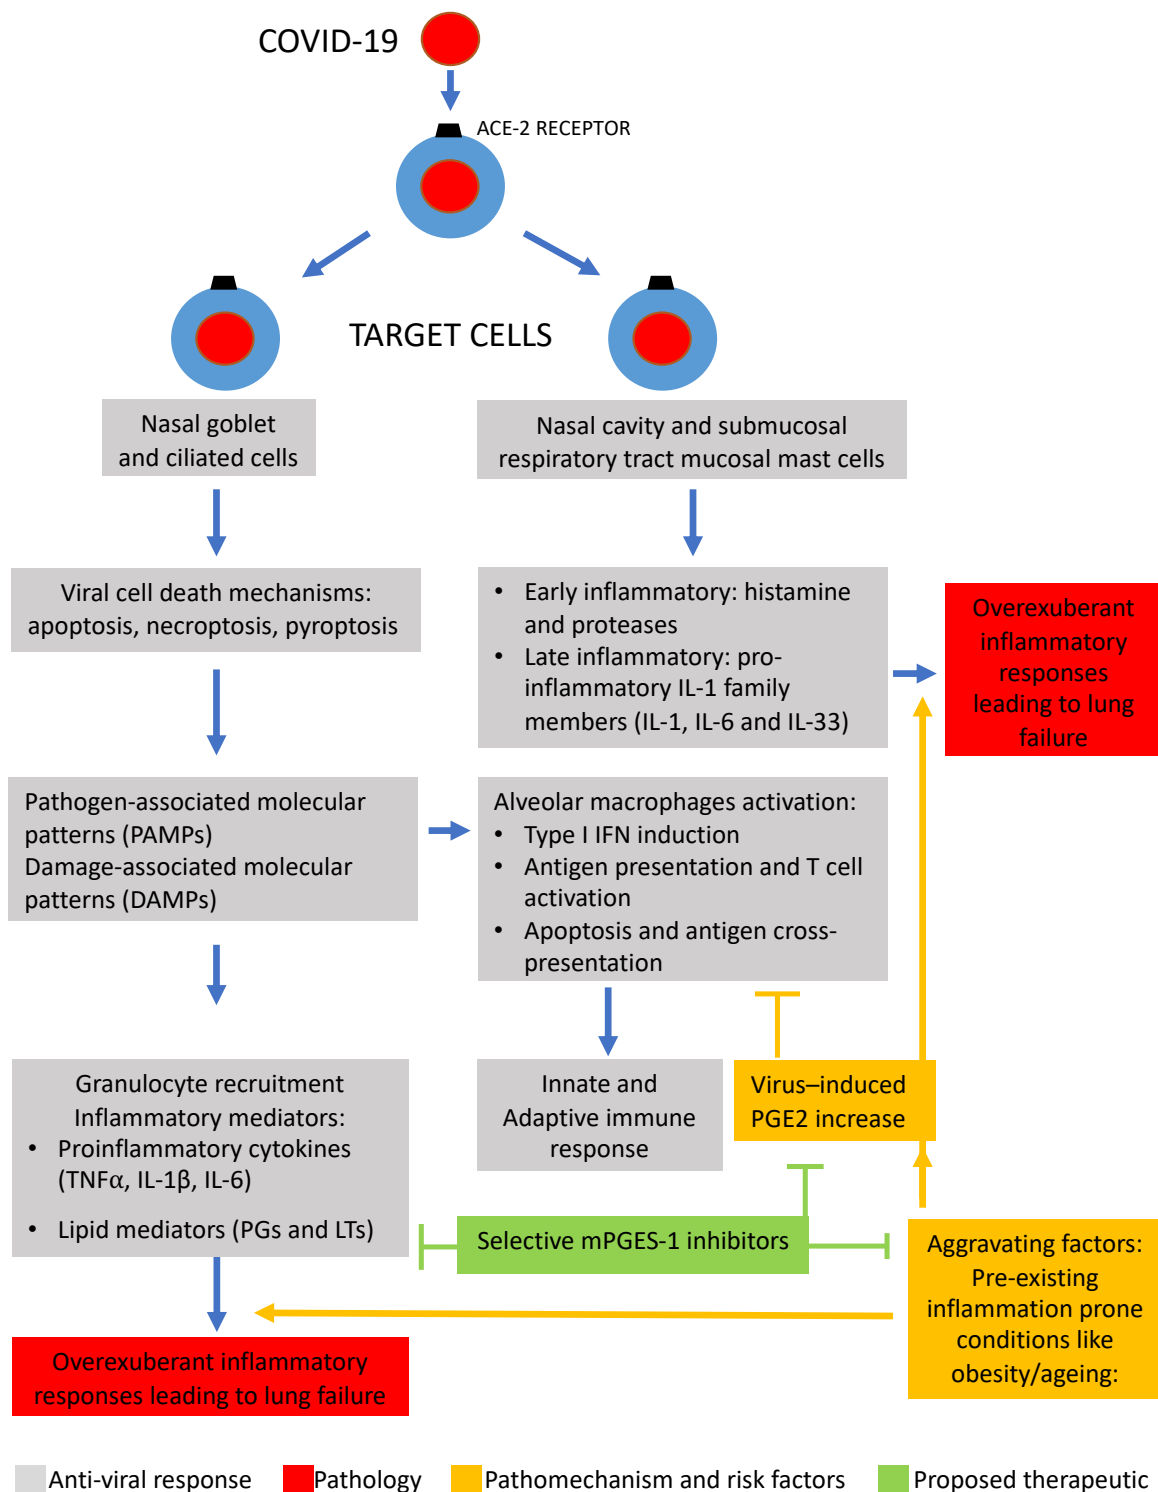 COVID-19
ACE-2 RECEPTOR
TARGET CELLS
Nasal goblet
and ciliated cells
Nasal cavity and submucosal
respiratory tract mucosal mast cells
Viral cell death mechanisms:
apoptosis, necroptosis, pyroptosis
• Early inflammatory: histamine
and proteases
• Late inflammatory: pro-
inflammatory IL-1 family
members (IL-1, IL-6 and IL-33)
Overexuberant
inflammatory
responses
leading to lung
failure
Pathogen-associated molecular
patterns (PAMPs)
Damage-associated molecular
patterns (DAMPs)
Alveolar macrophages activation:
• Type I IFN induction
• Antigen presentation and T cell
activation
• Apoptosis and antigen cross-
presentation
Granulocyte recruitment
Inflammatory mediators:
• Proinflammatory cytokines
(TNFα, IL-1β, IL-6)
• Lipid mediators (PGs and LTs)
Innate and
Adaptive immune
response
Virus–induced
PGE2 increase
Selective mPGES-1 inhibitors
Aggravating factors:
Pre-existing
inflammation prone
conditions like
obesity/ageing:
Overexuberant inflammatory
responses leading to lung failure
Anti-viral response
Pathology
Pathomechanism and risk factors
Proposed therapeutic